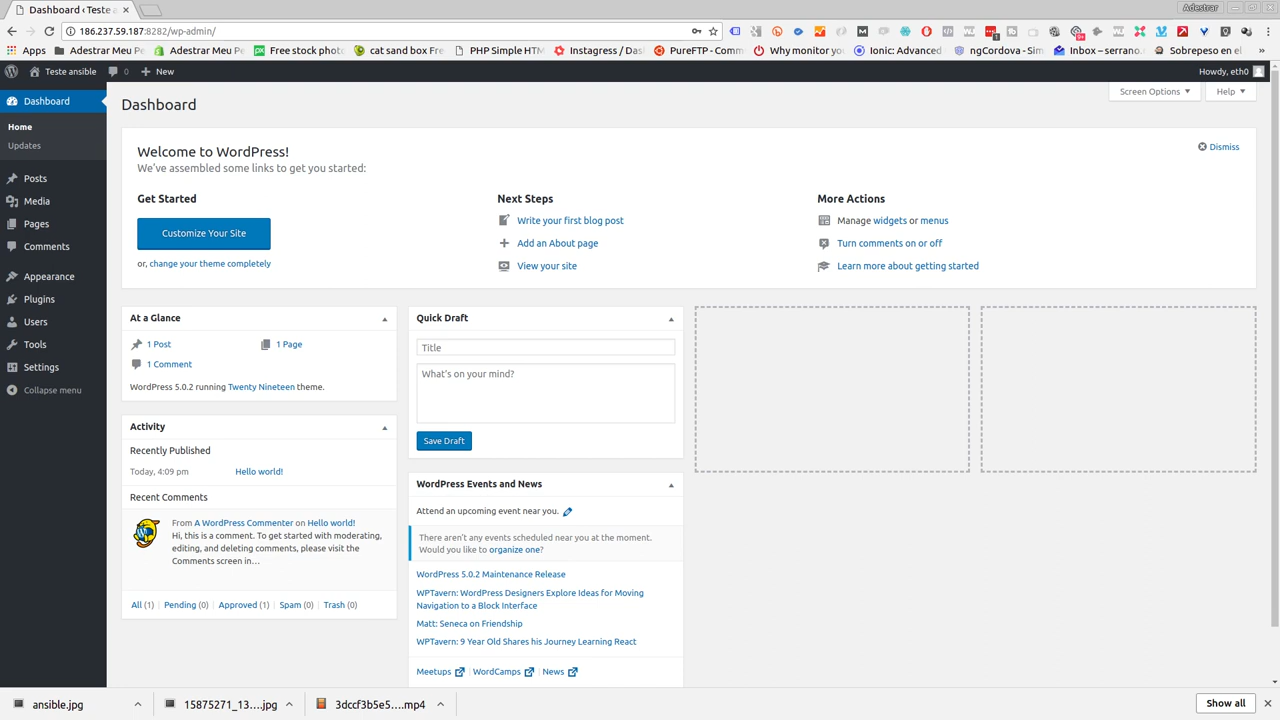 Dashboard ‹ Teste a
Adestrar
186.237.59.187:8282/wp-admin/
Apps
Adestrar Meu P
Adestrar Meu P
Free stock phot
cat sand box Fre
PHP Simple HTM
Instagress / Das
PureFTP - Comm
Why monitor yo
Ionic: Advanced
ngCordova - Sim
Inbox – serrano.
Sobrepeso en el
»
Teste ansible
0
New
Howdy, eth0
Dashboard
Home
Updates
Posts
Media
Pages
Comments
Appearance
Plugins
Users
Tools
Settings
Collapse menu
Dashboard
Screen Options
Help
Welcome to WordPress!
We've assembled some links to get you started:
Dismiss
Get Started
Customize Your Site
or, change your theme completely
Next Steps
Write your first blog post
Add an About page
View your site
More Actions
Manage widgets or menus
Turn comments on or off
Learn more about getting started
At a Glance
1 Post
1 Page
1 Comment
WordPress 5.0.2 running Twenty Nineteen theme.
Activity
Recently Published
Today, 4:09 pm
Hello world!
Recent Comments
From A WordPress Commenter on Hello world!
Hi, this is a comment. To get started with moderating,
editing, and deleting comments, please visit the
Comments screen in…
All (1) | Pending (0) | Approved (1) | Spam (0) | Trash (0)
Quick Draft
Title
What's on your mind?
Save Draft
WordPress Events and News
Attend an upcoming event near you.
There aren't any events scheduled near you at the moment.
Would you like to organize one?
WordPress 5.0.2 Maintenance Release
WPTavern: WordPress Designers Explore Ideas for Moving
Navigation to a Block Interface
Matt: Seneca on Friendship
WPTavern: 9 Year Old Shares his Journey Learning React
Meetups | WordCamps | News
ansible.jpg
15875271_13....jpg
3dccf3b5e5....mp4
Show all